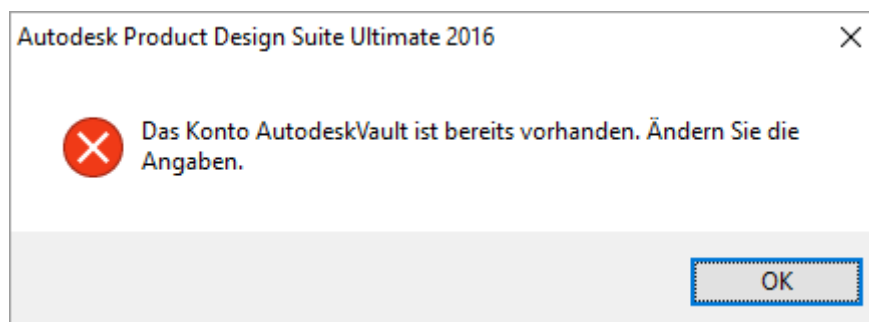 Autodesk Product Design Suite Ultimate 2016
Das Konto AutodeskVault ist bereits vorhanden. Ändern Sie die
Angaben.
OK